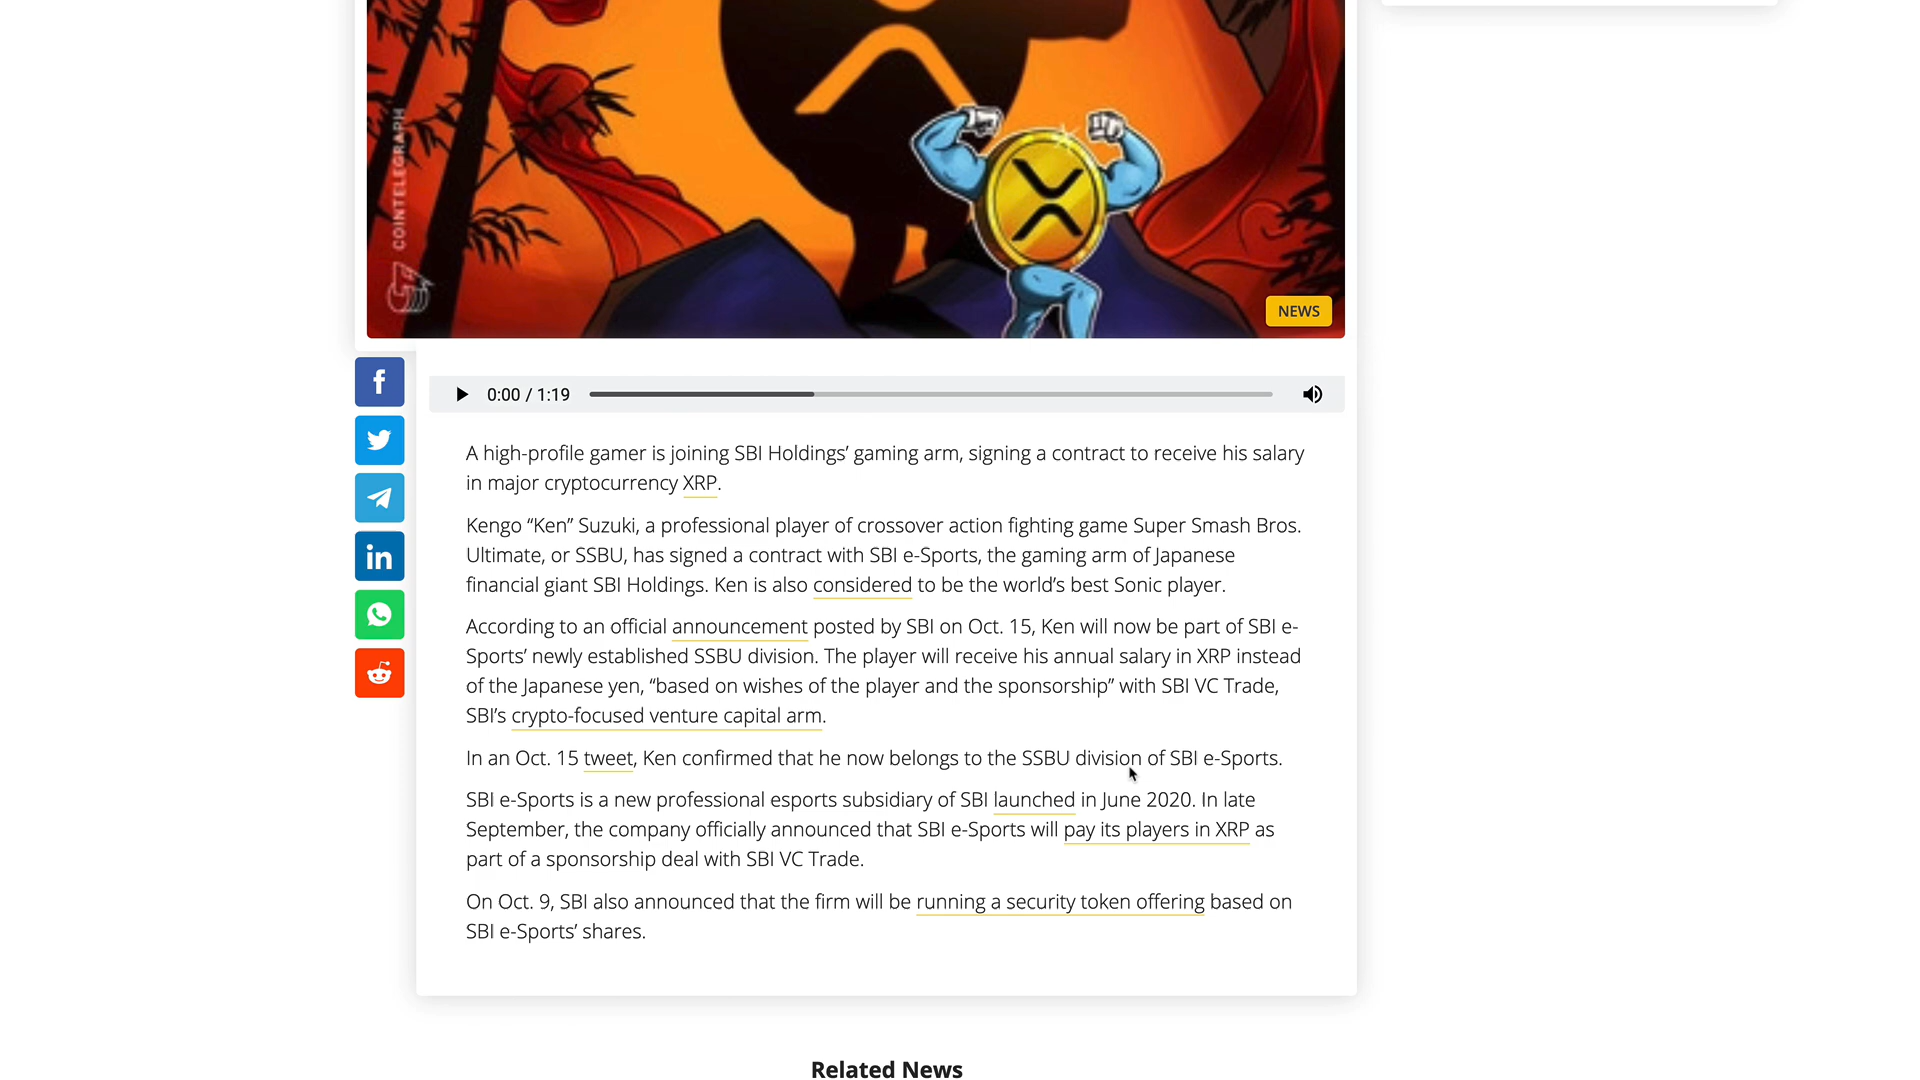 COINTELEGRAPH
NEWS
0:00 / 1:19
A high-profile gamer is joining SBI Holdings’ gaming arm, signing a contract to receive his salary
in major cryptocurrency XRP.
Kengo “Ken” Suzuki, a professional player of crossover action fighting game Super Smash Bros.
Ultimate, or SSBU, has signed a contract with SBI e-Sports, the gaming arm of Japanese
financial giant SBI Holdings. Ken is also considered to be the world’s best Sonic player.
According to an official announcement posted by SBI on Oct. 15, Ken will now be part of SBI e-
Sports’ newly established SSBU division. The player will receive his annual salary in XRP instead
of the Japanese yen, “based on wishes of the player and the sponsorship” with SBI VC Trade,
SBI’s crypto-focused venture capital arm.
In an Oct. 15 tweet, Ken confirmed that he now belongs to the SSBU division of SBI e-Sports.
SBI e-Sports is a new professional esports subsidiary of SBI launched in June 2020. In late
September, the company officially announced that SBI e-Sports will pay its players in XRP as
part of a sponsorship deal with SBI VC Trade.
On Oct. 9, SBI also announced that the firm will be running a security token offering based on
SBI e-Sports’ shares.
Related News